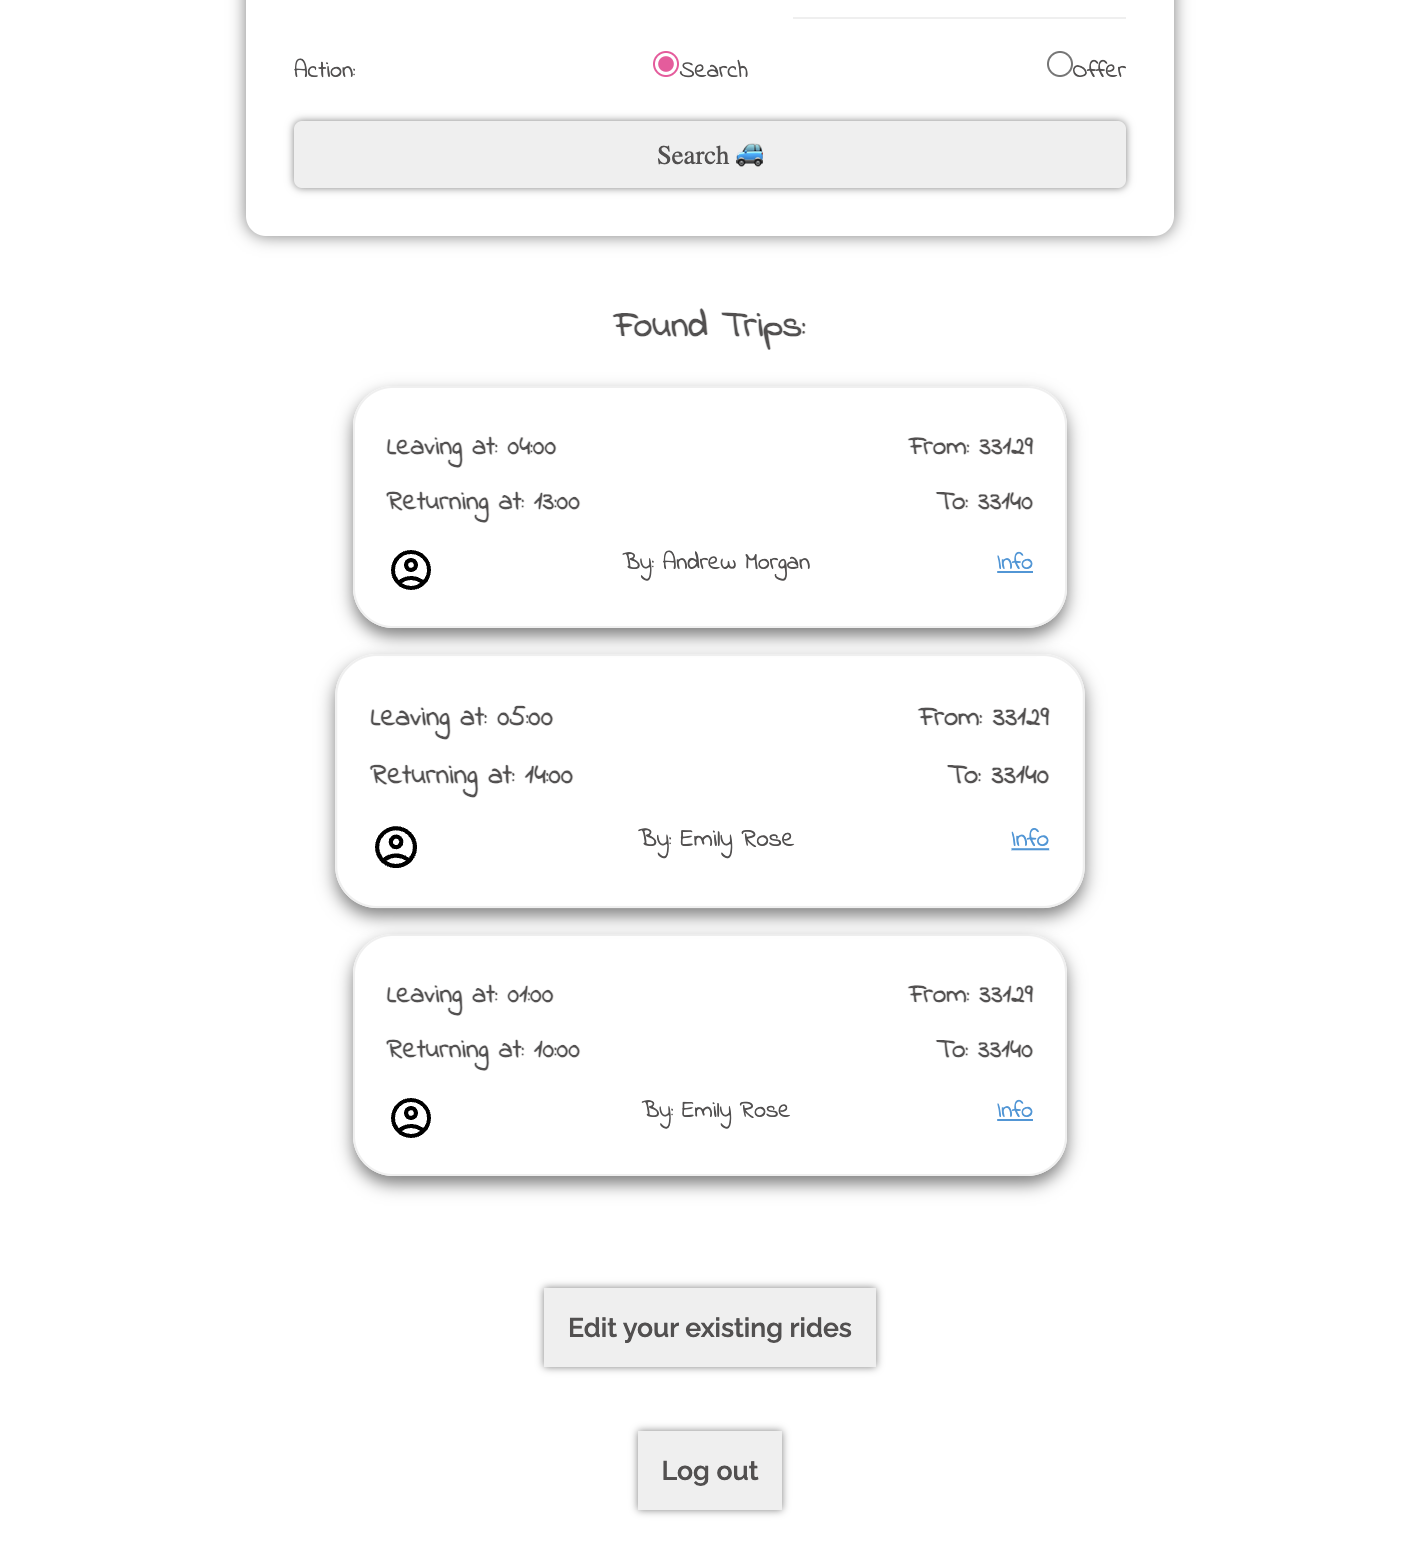 Action: Search Offer
Search 🚙
Found Trips:
Leaving at: 04:00 From: 33129
Returning at: 13:00 To: 33140
By: Andrew Morgan Info
Leaving at: 05:00 From: 33129
Returning at: 14:00 To: 33140
By: Emily Rose Info
Leaving at: 01:00 From: 33129
Returning at: 10:00 To: 33140
By: Emily Rose Info
Edit your existing rides
Log out